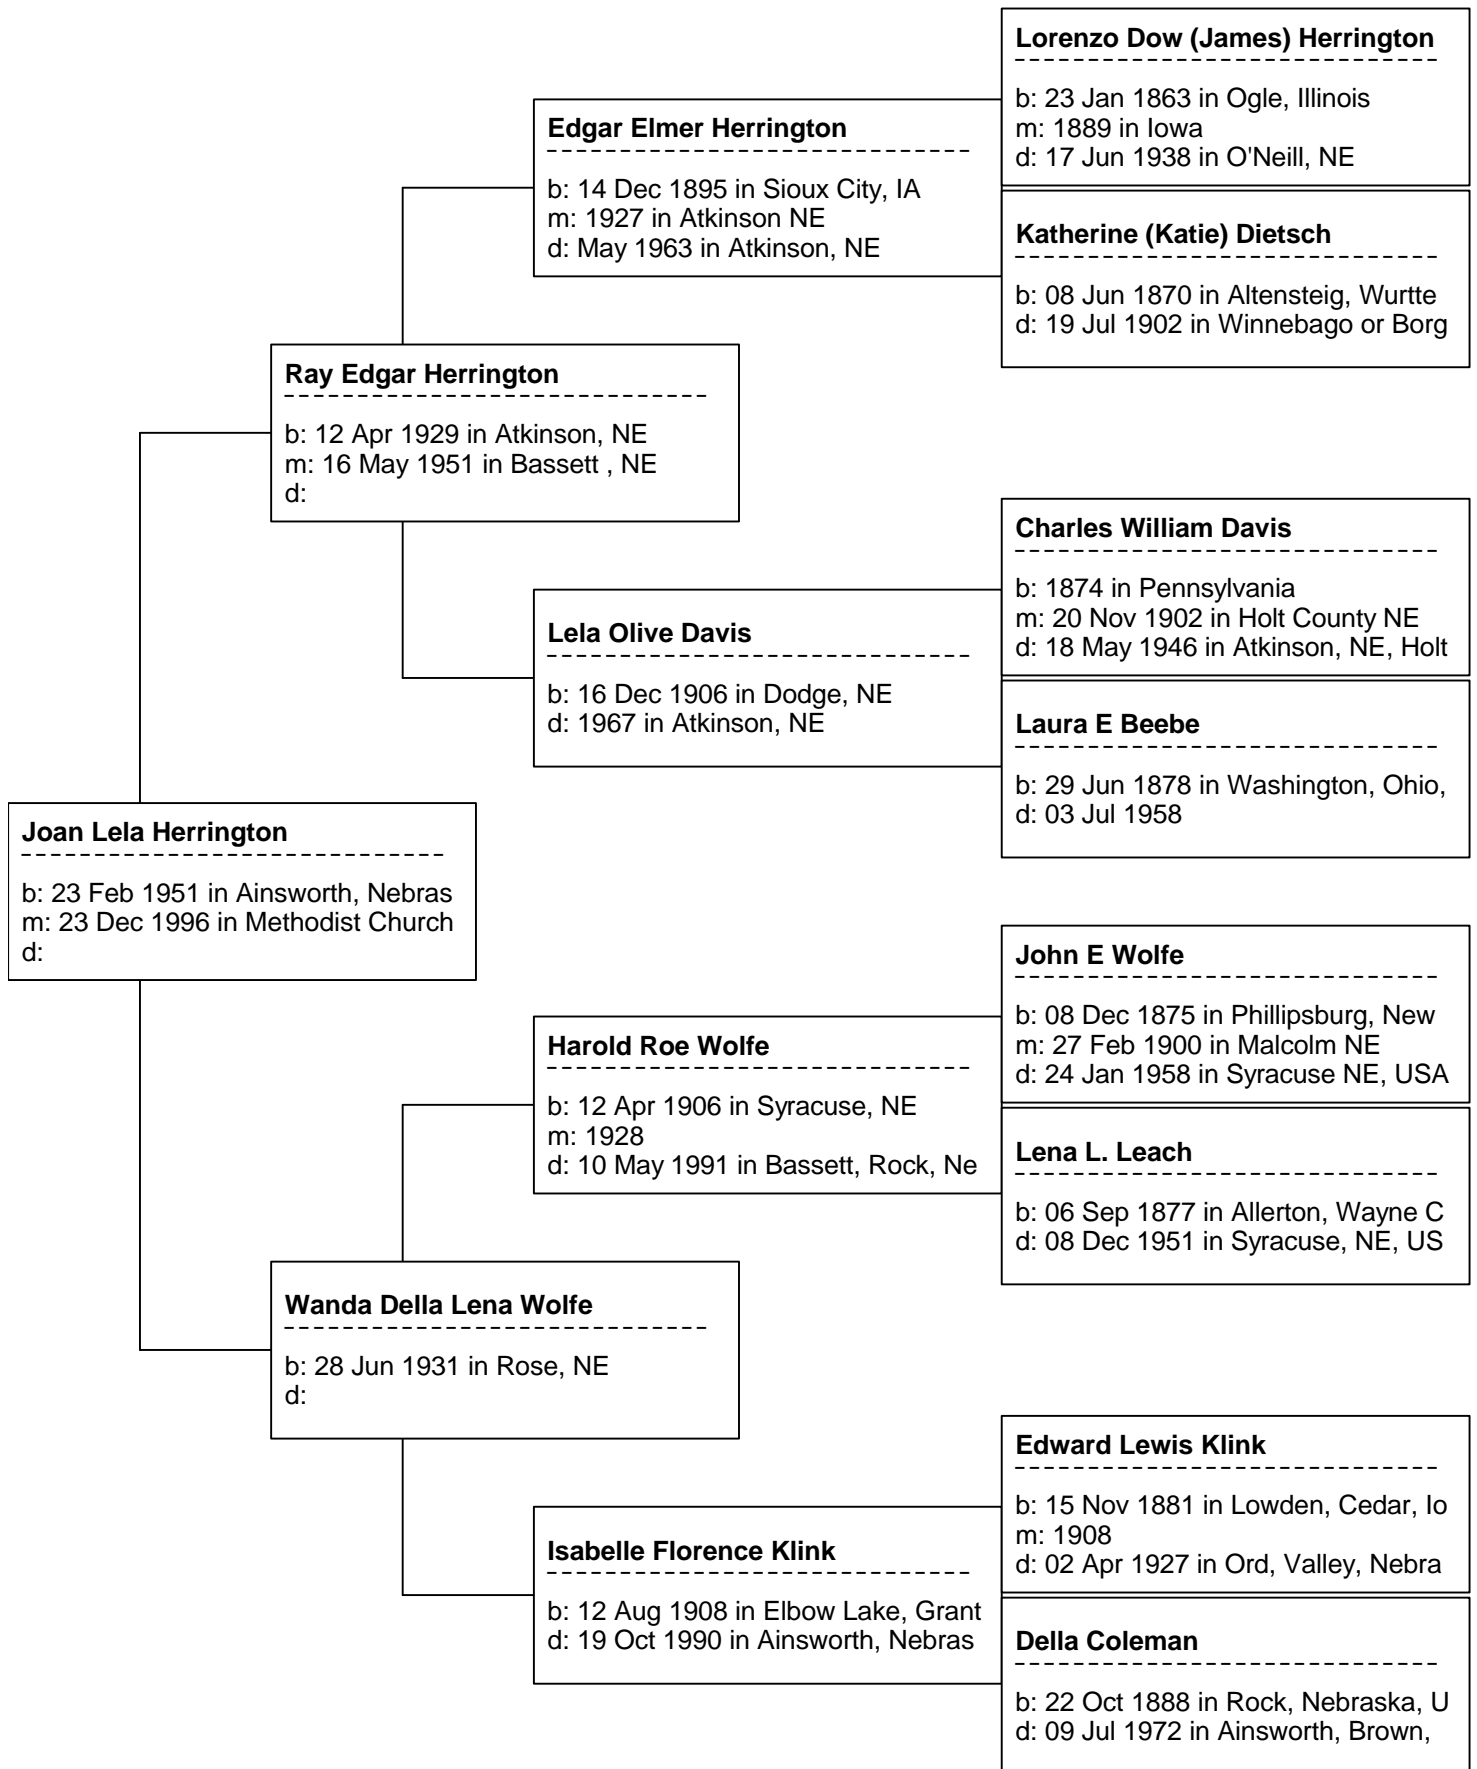 Lorenzo Dow (James) Herrington
b: 23 Jan 1863 in Ogle, Illinois
m: 1889 in Iowa
d: 17 Jun 1938 in O'Neill, NE
Edgar Elmer Herrington
b: 14 Dec 1895 in Sioux City, IA
m: 1927 in Atkinson NE
d: May 1963 in Atkinson, NE
Katherine (Katie) Dietsch
b: 08 Jun 1870 in Altensteig, Wurtte
d: 19 Jul 1902 in Winnebago or Borg
Ray Edgar Herrington
b: 12 Apr 1929 in Atkinson, NE
m: 16 May 1951 in Bassett , NE
d:
Charles William Davis
b: 1874 in Pennsylvania
m: 20 Nov 1902 in Holt County NE
d: 18 May 1946 in Atkinson, NE, Holt
Lela Olive Davis
b: 16 Dec 1906 in Dodge, NE
d: 1967 in Atkinson, NE
Laura E Beebe
b: 29 Jun 1878 in Washington, Ohio,
d: 03 Jul 1958
Joan Lela Herrington
b: 23 Feb 1951 in Ainsworth, Nebras
m: 23 Dec 1996 in Methodist Church
d:
John E Wolfe
b: 08 Dec 1875 in Phillipsburg, New
m: 27 Feb 1900 in Malcolm NE
d: 24 Jan 1958 in Syracuse NE, USA
Harold Roe Wolfe
b: 12 Apr 1906 in Syracuse, NE
m: 1928
d: 10 May 1991 in Bassett, Rock, Ne
Lena L. Leach
b: 06 Sep 1877 in Allerton, Wayne C
d: 08 Dec 1951 in Syracuse, NE, US
Wanda Della Lena Wolfe
b: 28 Jun 1931 in Rose, NE
d:
Edward Lewis Klink
b: 15 Nov 1881 in Lowden, Cedar, Io
m: 1908
d: 02 Apr 1927 in Ord, Valley, Nebra
Isabelle Florence Klink
b: 12 Aug 1908 in Elbow Lake, Grant
d: 19 Oct 1990 in Ainsworth, Nebras
Della Coleman
b: 22 Oct 1888 in Rock, Nebraska, U
d: 09 Jul 1972 in Ainsworth, Brown,